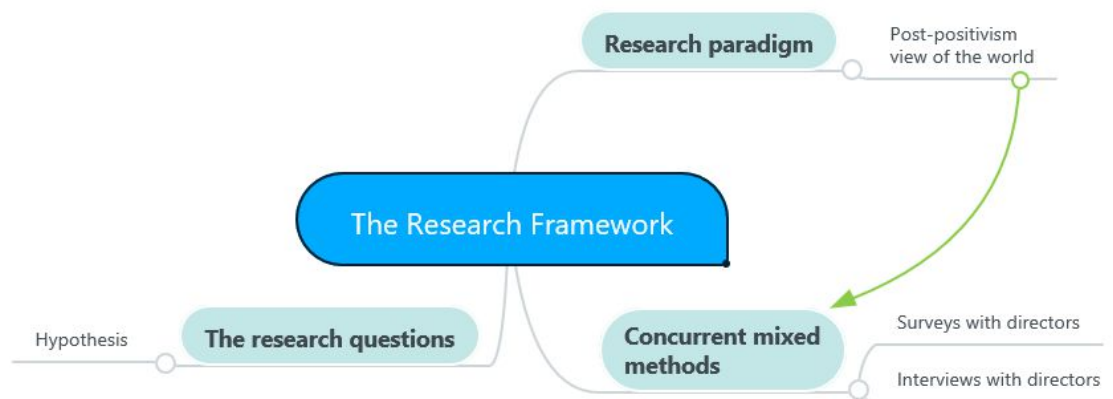 Research paradigm
Post-positivism
view of the world
The Research Framework
Hypothesis
The research questions
Concurrent mixed
methods
Surveys with directors
Interviews with directors